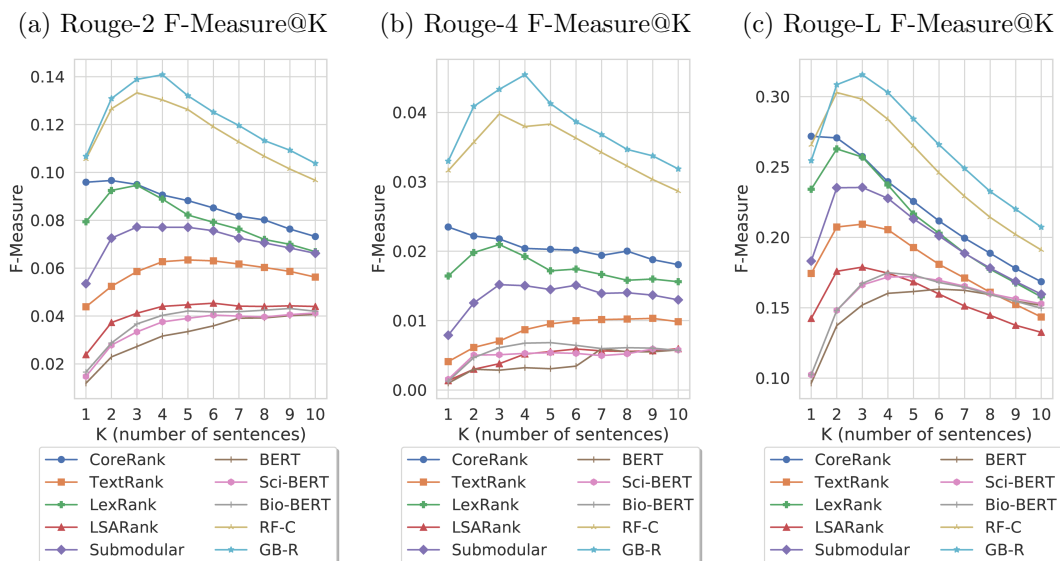 (a) Rouge-2 F-Measure@K
F-Measure
0.14
0.12
0.10
0.08
0.06
0.04
0.02
1 2 3 4 5 6 7 8 9 10
K (number of sentences)
CoreRank BERT
TextRank Sci-BERT
LexRank Bio-BERT
LSARank RF-C
Submodular GB-R
(b) Rouge-4 F-Measure@K
F-Measure
0.04
0.03
0.02
0.01
0.00
1 2 3 4 5 6 7 8 9 10
K (number of sentences)
CoreRank BERT
TextRank Sci-BERT
LexRank Bio-BERT
LSARank RF-C
Submodular GB-R
(c) Rouge-L F-Measure@K
F-Measure
0.30
0.25
0.20
0.15
0.10
1 2 3 4 5 6 7 8 9 10
K (number of sentences)
CoreRank BERT
TextRank Sci-BERT
LexRank Bio-BERT
LSARank RF-C
Submodular GB-R